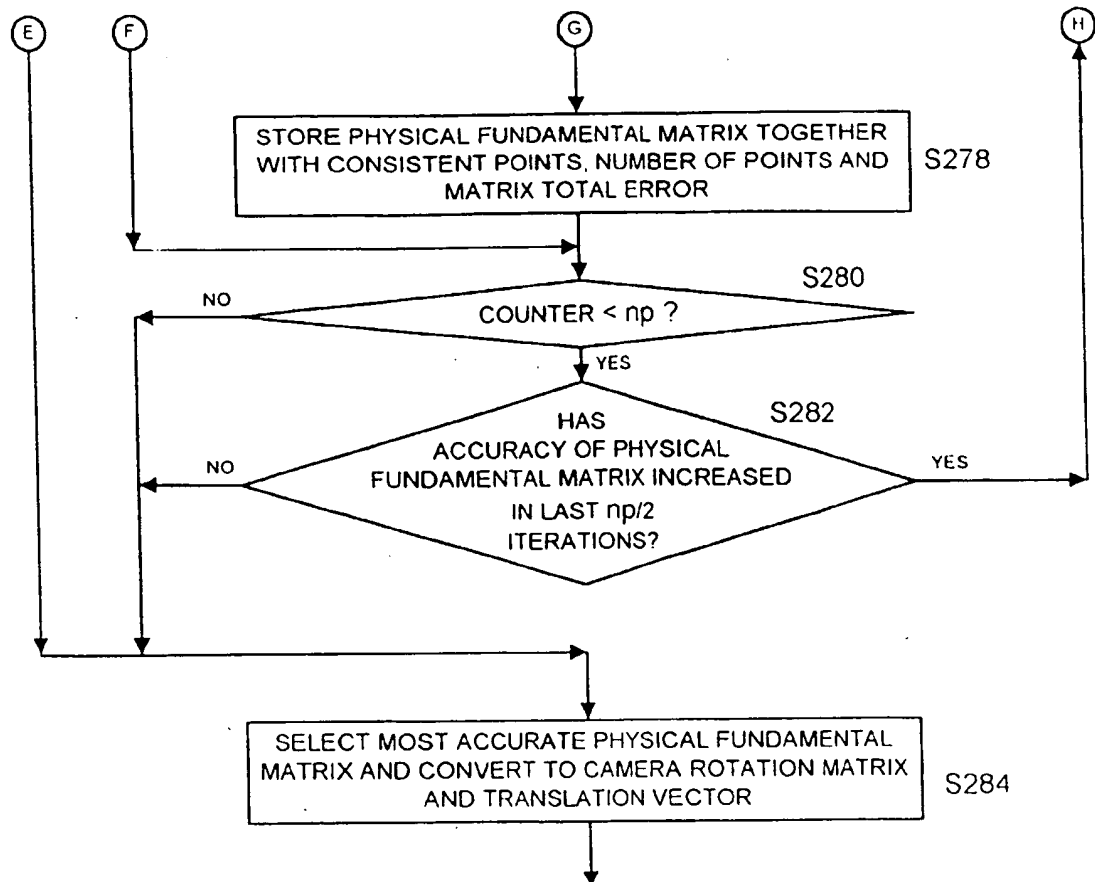 E F G H
STORE PHYSICAL FUNDAMENTAL MATRIX TOGETHER
WITH CONSISTENT POINTS, NUMBER OF POINTS AND
MATRIX TOTAL ERROR
S278
S280
NO
COUNTER < np ?
YES
S282
HAS
ACCURACY OF PHYSICAL
FUNDAMENTAL MATRIX INCREASED
IN LAST np/2
ITERATIONS?
NO
YES
SELECT MOST ACCURATE PHYSICAL FUNDAMENTAL
MATRIX AND CONVERT TO CAMERA ROTATION MATRIX
AND TRANSLATION VECTOR
S284